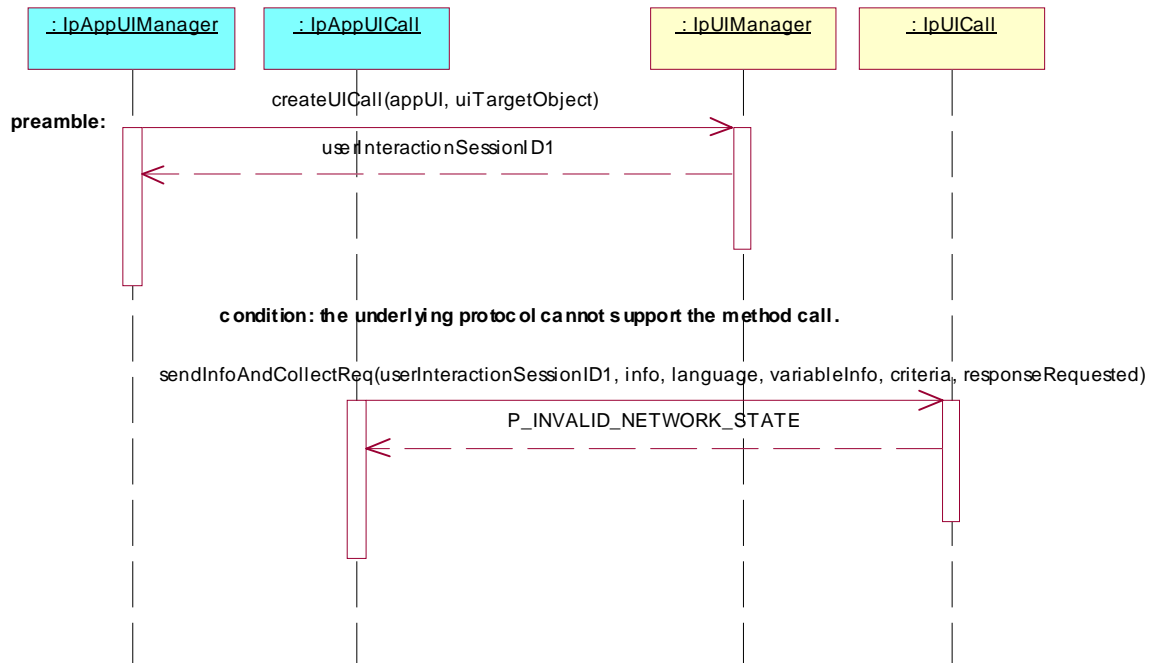 : IpAppUIManager
: IpAppUICall
: IpUIManager
: IpUICall
createUICall(appUI, uiTargetObject)
preamble:
userInteractionSessionID1
condition: the underlying protocol cannot support the method call.
sendInfoAndCollectReq(userInteractionSessionID1, info, language, variableInfo, criteria, responseRequested)
P_INVALID_NETWORK_STATE